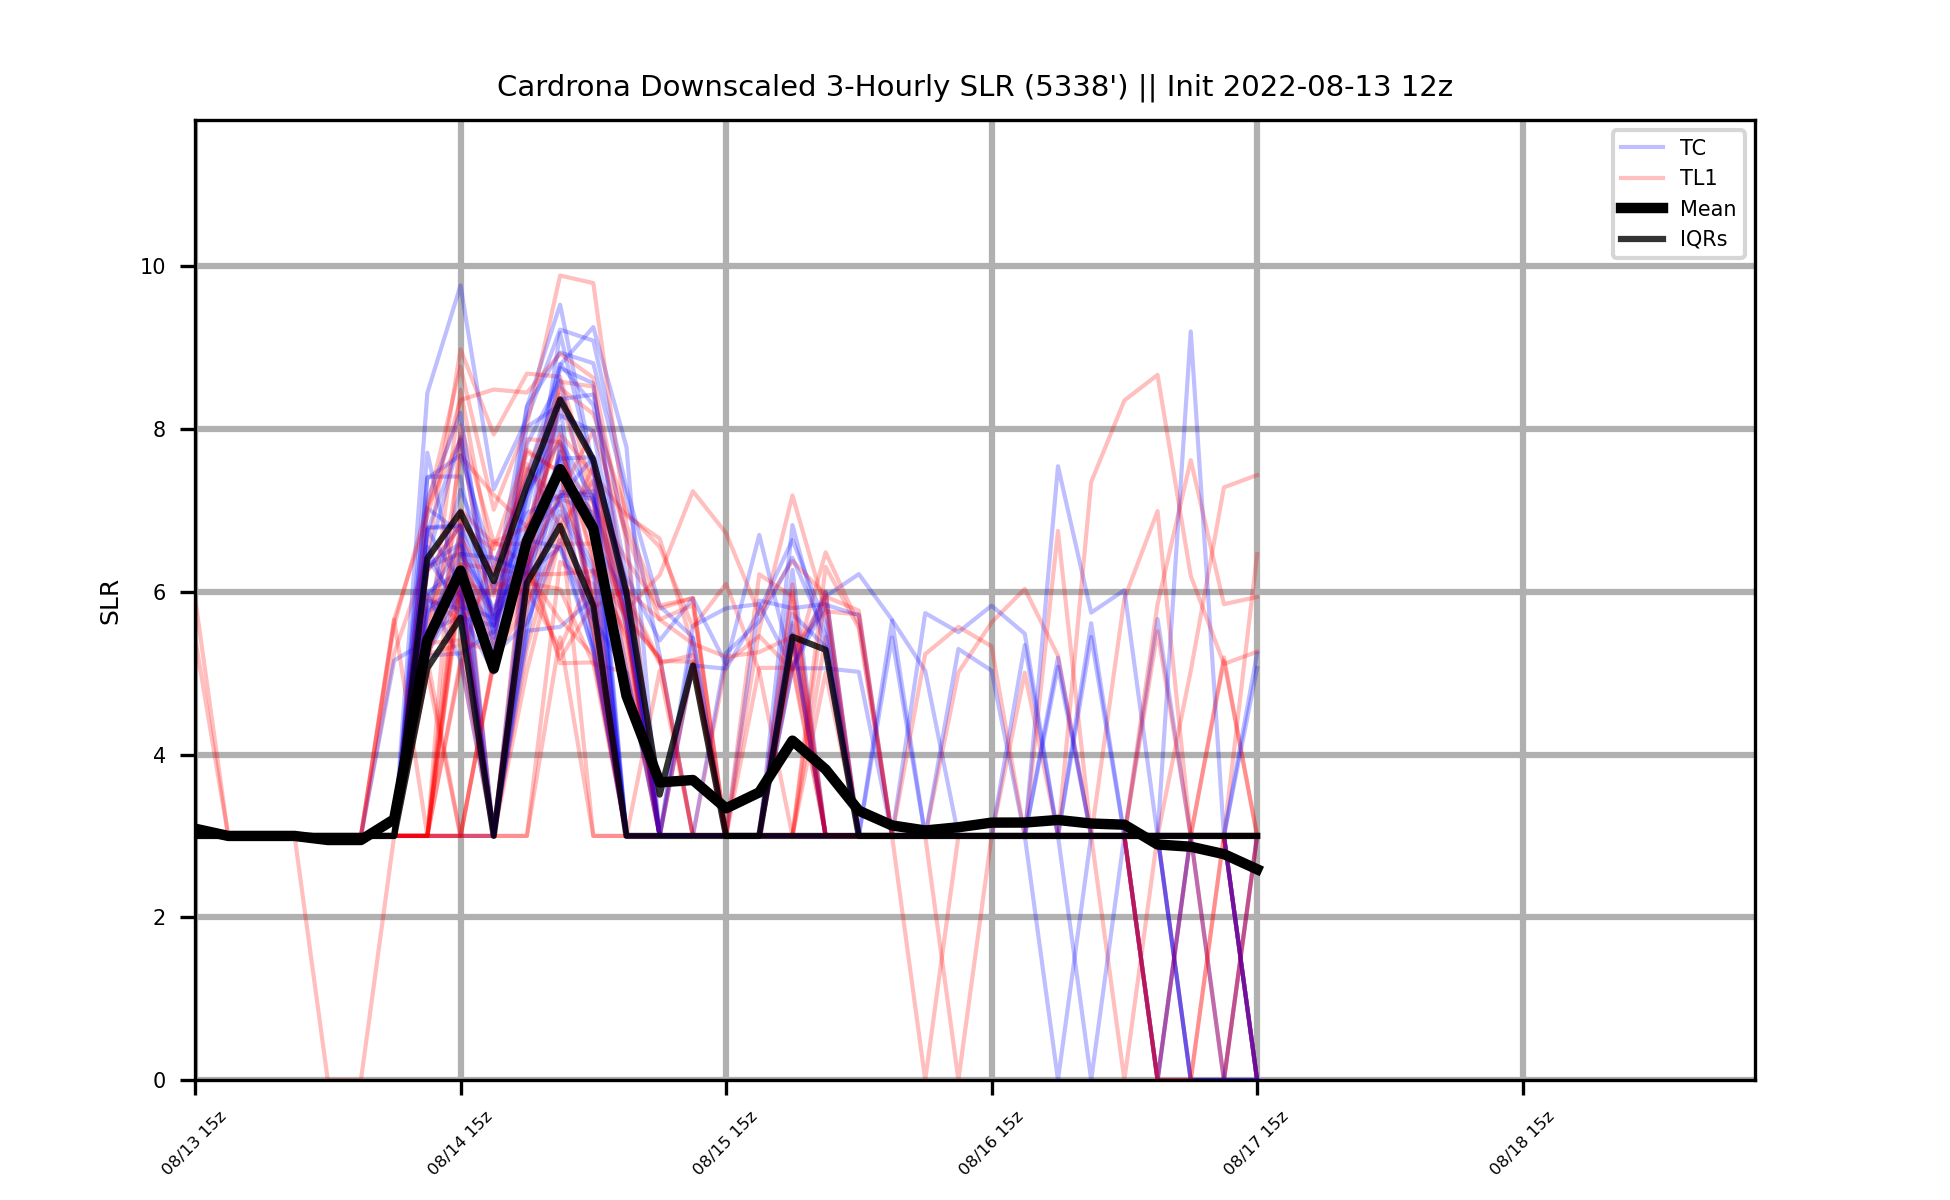 Cardrona Downscaled 3-Hourly SLR (5338') || Init 2022-08-13 12z
TC
TL1
Mean
IQRs
SLR
10
8
6
4
2
0
08/13 15z
08/14 15z
08/15 15z
08/16 15z
08/17 15z
08/18 15z